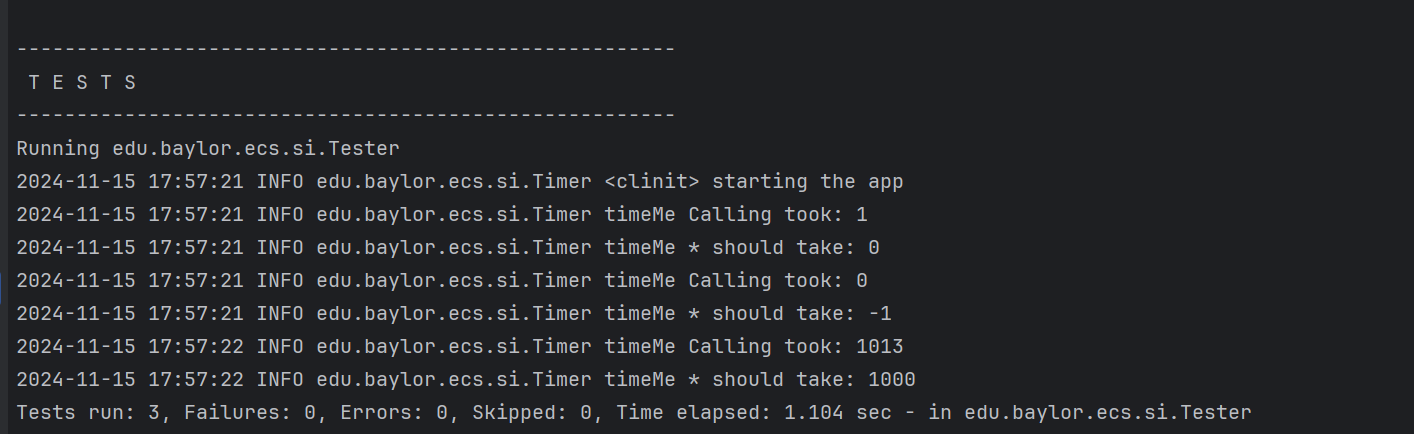 -------------------------------------------------------
T E S T S
-------------------------------------------------------
Running edu.baylor.ecs.si.Tester
2024-11-15 17:57:21 INFO edu.baylor.ecs.si.Timer <clinit> starting the app
2024-11-15 17:57:21 INFO edu.baylor.ecs.si.Timer timeMe Calling took: 1
2024-11-15 17:57:21 INFO edu.baylor.ecs.si.Timer timeMe * should take: 0
2024-11-15 17:57:21 INFO edu.baylor.ecs.si.Timer timeMe Calling took: 0
2024-11-15 17:57:21 INFO edu.baylor.ecs.si.Timer timeMe * should take: -1
2024-11-15 17:57:22 INFO edu.baylor.ecs.si.Timer timeMe Calling took: 1013
2024-11-15 17:57:22 INFO edu.baylor.ecs.si.Timer timeMe * should take: 1000
Tests run: 3, Failures: 0, Errors: 0, Skipped: 0, Time elapsed: 1.104 sec - in edu.baylor.ecs.si.Tester